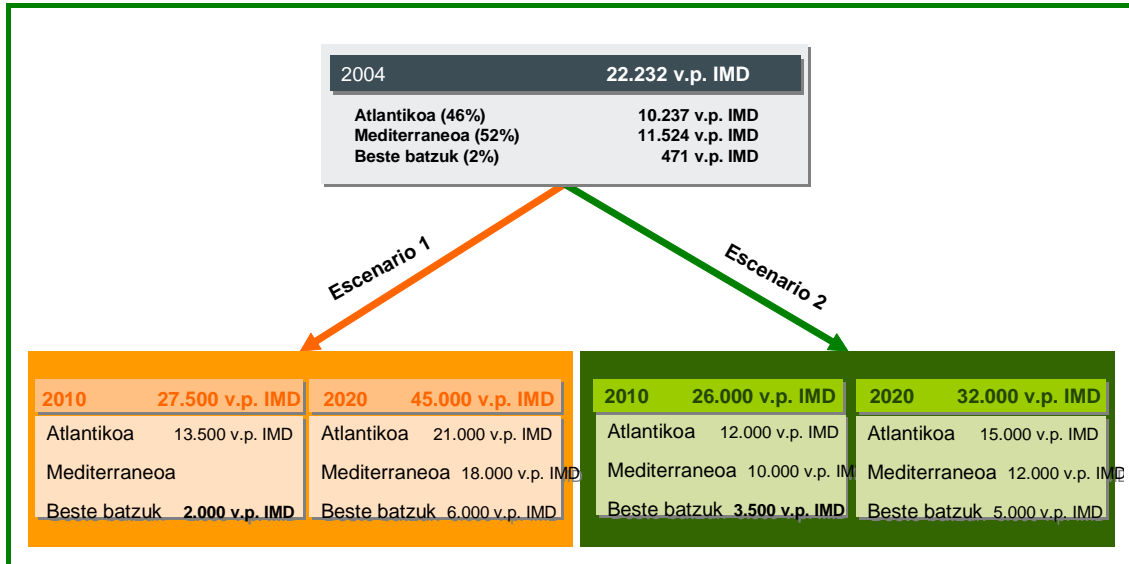 2004 22.232 v.p. IMD
Atlantikoa (46%) 10.237 v.p. IMD
Mediterraneoa (52%) 11.524 v.p. IMD
Beste batzuk (2%) 471 v.p. IMD
Escenario 1
Escenario 2
2010 27.500 v.p. IMD
Atlantikoa 13.500 v.p. IMD
Mediterraneoa
Beste batzuk 2.000 v.p. IMD
2020 45.000 v.p. IMD
Atlantikoa 21.000 v.p. IMD
Mediterraneoa 18.000 v.p. IMD
Beste batzuk 6.000 v.p. IMD
2010 26.000 v.p. IMD
Atlantikoa 12.000 v.p. IMD
Mediterraneoa 10.000 v.p. IM
Beste batzuk 3.500 v.p. IMD
2020 32.000 v.p. IMD
Atlantikoa 15.000 v.p. IMD
Mediterraneoa 12.000 v.p. IMD
Beste batzuk 5.000 v.p. IMD